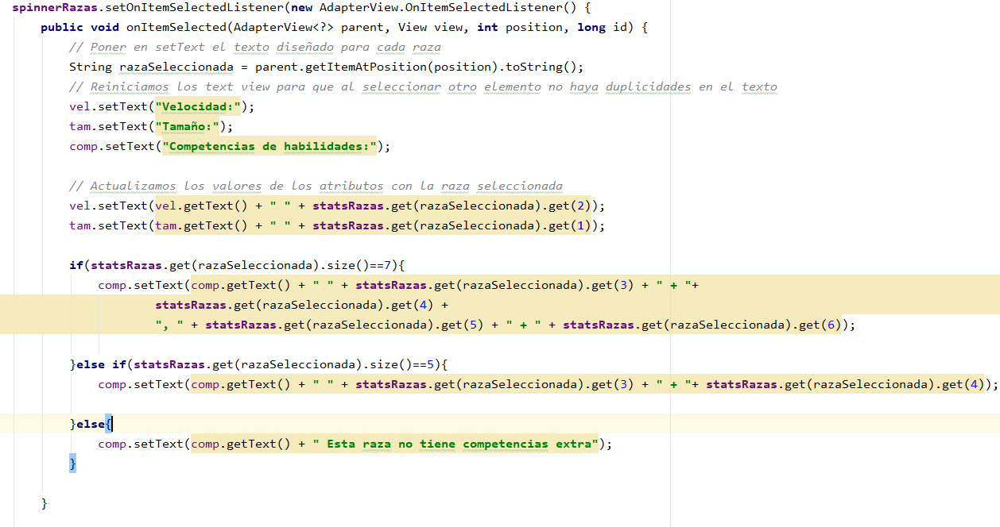 spinnerRazas.setOnItemSelectedListener(new AdapterView.OnItemSelectedListener() {
    public void onItemSelected(AdapterView<?> parent, View view, int position, long id) {
        // Poner en setText el texto diseñado para cada raza
        String razaSeleccionada = parent.getItemAtPosition(position).toString();
        // Reiniciamos los text view para que al seleccionar otro elemento no haya duplicidades en el texto
        vel.setText("Velocidad:");
        tam.setText("Tamaño:");
        comp.setText("Competencias de habilidades:");

        // Actualizamos los valores de los atributos con la raza seleccionada
        vel.setText(vel.getText() + " " + statsRazas.get(razaSeleccionada).get(2));
        tam.setText(tam.getText() + " " + statsRazas.get(razaSeleccionada).get(1));

        if(statsRazas.get(razaSeleccionada).size()==7){
            comp.setText(comp.getText() + " " + statsRazas.get(razaSeleccionada).get(3) + " + "+
                    statsRazas.get(razaSeleccionada).get(4) +
                    ", " + statsRazas.get(razaSeleccionada).get(5) + " + " + statsRazas.get(razaSeleccionada).get(6));

        }else if(statsRazas.get(razaSeleccionada).size()==5){
            comp.setText(comp.getText() + " " + statsRazas.get(razaSeleccionada).get(3) + " + "+ statsRazas.get(razaSeleccionada).get(4));

        }else{
            comp.setText(comp.getText() + " Esta raza no tiene competencias extra");
        }

    }